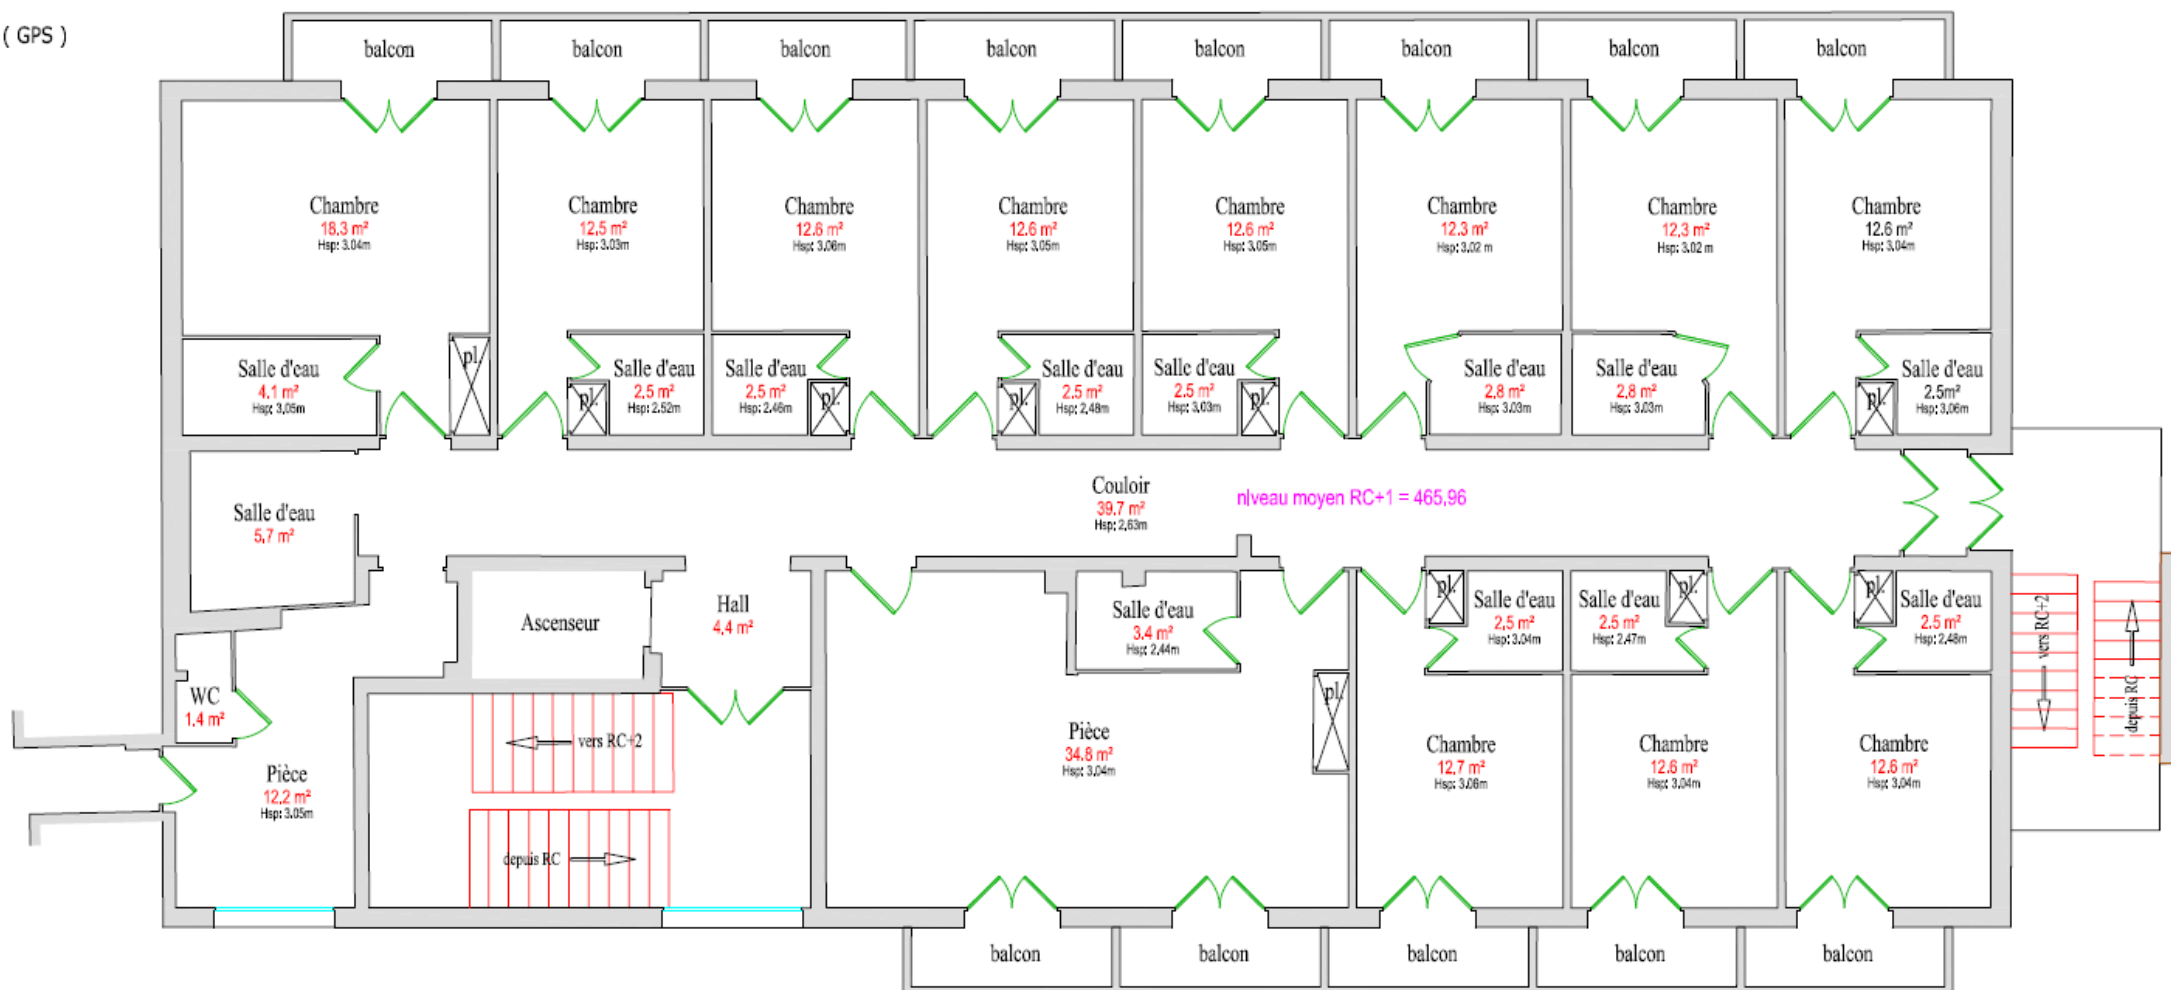 ( GPS )
balcon
balcon
balcon
balcon
balcon
balcon
balcon
balcon
Chambre
18.3 m²
Hsp: 3.04m
Chambre
12.5 m²
Hsp: 3.03m
Chambre
12.6 m²
Hsp: 3.06m
Chambre
12.6 m²
Hsp: 3.05m
Chambre
12.6 m²
Hsp: 3.05m
Chambre
12.3 m²
Hsp: 3.02 m
Chambre
12.3 m²
Hsp: 3.02 m
Chambre
12.6 m²
Hsp: 3.04m
Salle d'eau
4.1 m²
Hsp: 3.05m
pl.
pl.
Salle d'eau
2.5 m²
Hsp: 2.52m
Salle d'eau
2.5 m²
Hsp: 2.46m
pl.
pl.
Salle d'eau
2.5 m²
Hsp: 2.48m
Salle d'eau
2.5 m²
Hsp: 3.03m
pl.
Salle d'eau
2.8 m²
Hsp: 3.03m
Salle d'eau
2.8 m²
Hsp: 3.03m
pl.
Salle d'eau
2.5m²
Hsp: 3.06m
Salle d'eau
5.7 m²
Couloir
39.7 m²
Hsp: 2.63m
niveau moyen RC+1 = 465.96
Ascenseur
Hall
4.4 m²
Salle d'eau
3.4 m²
Hsp: 2.44m
pl.
Salle d'eau
2.5 m²
Hsp: 3.04m
Salle d'eau
2.5 m²
Hsp: 2.47m
pl.
pl.
Salle d'eau
2.5 m²
Hsp: 2.48m
vers RC+2
depuis RC
WC
1.4 m²
Pièce
12.2 m²
Hsp: 3.05m
vers RC+2
depuis RC
Pièce
34.8 m²
Hsp: 3.04m
pl.
Chambre
12.7 m²
Hsp: 3.06m
Chambre
12.6 m²
Hsp: 3.04m
Chambre
12.6 m²
Hsp: 3.04m
balcon
balcon
balcon
balcon
balcon